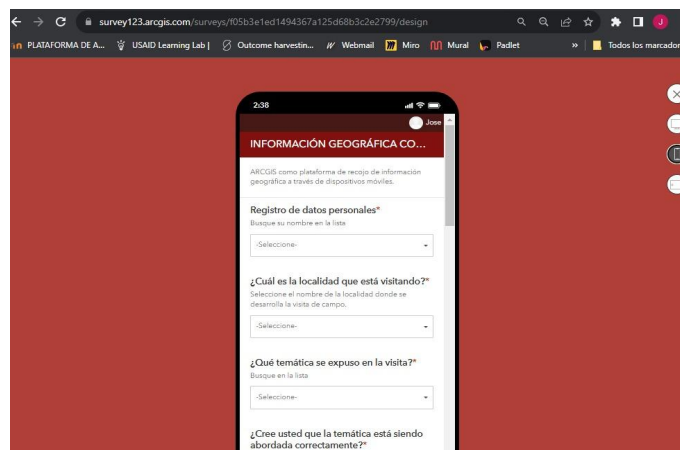 survey123.arcgis.com/surveys/f05b3e1ed1494367a125d68b3c2e2799/design
PLATAFORMA DE A... USAID Learning Lab | Outcome harvestin... Webmail Miro Mural Padlet » Todos los marcador
2:38
Jose
INFORMACIÓN GEOGRÁFICA CO...
ARCGIS como plataforma de recojo de información
geográfica a través de dispositivos móviles.
Registro de datos personales*
Busque su nombre en la lista
-Seleccione-
¿Cuál es la localidad que está visitando?*
Seleccione el nombre de la localidad donde se
desarrolla la visita de campo.
-Seleccione-
¿Qué temática se expuso en la visita?*
Busque en la lista
-Seleccione-
¿Cree usted que la temática está siendo
abordada correctamente?*